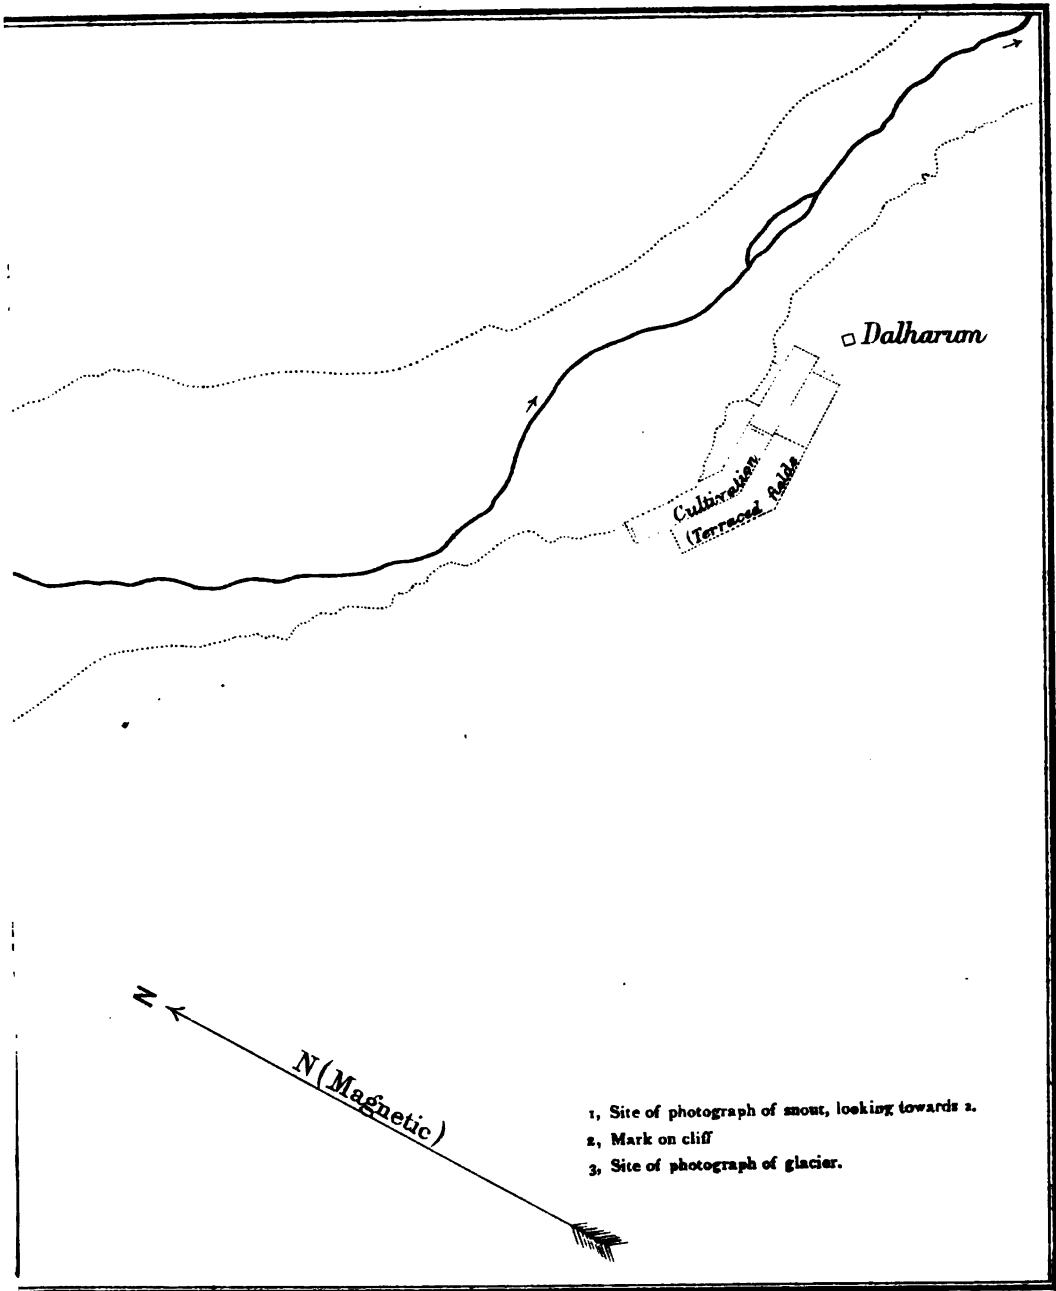 Dalharum
Cultivation
(Terraced fields
N
N (Magnetic)
1, Site of photograph of snout, looking towards 2.
2, Mark on cliff
3, Site of photograph of glacier.